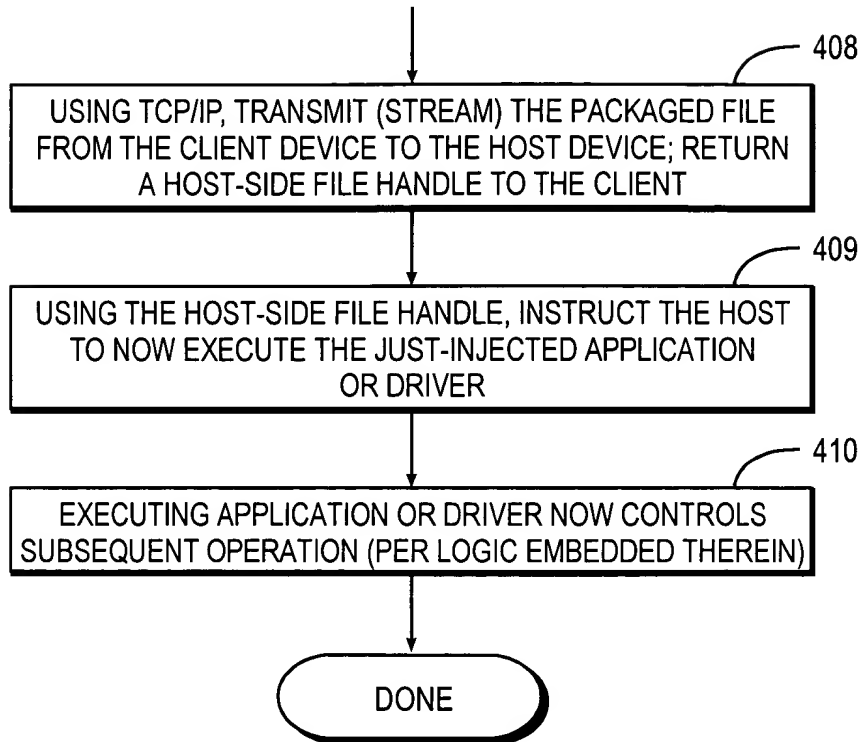 408
USING TCP/IP, TRANSMIT (STREAM) THE PACKAGED FILE
FROM THE CLIENT DEVICE TO THE HOST DEVICE; RETURN
A HOST-SIDE FILE HANDLE TO THE CLIENT
409
USING THE HOST-SIDE FILE HANDLE, INSTRUCT THE HOST
TO NOW EXECUTE THE JUST-INJECTED APPLICATION
OR DRIVER
410
EXECUTING APPLICATION OR DRIVER NOW CONTROLS
SUBSEQUENT OPERATION (PER LOGIC EMBEDDED THEREIN)
DONE